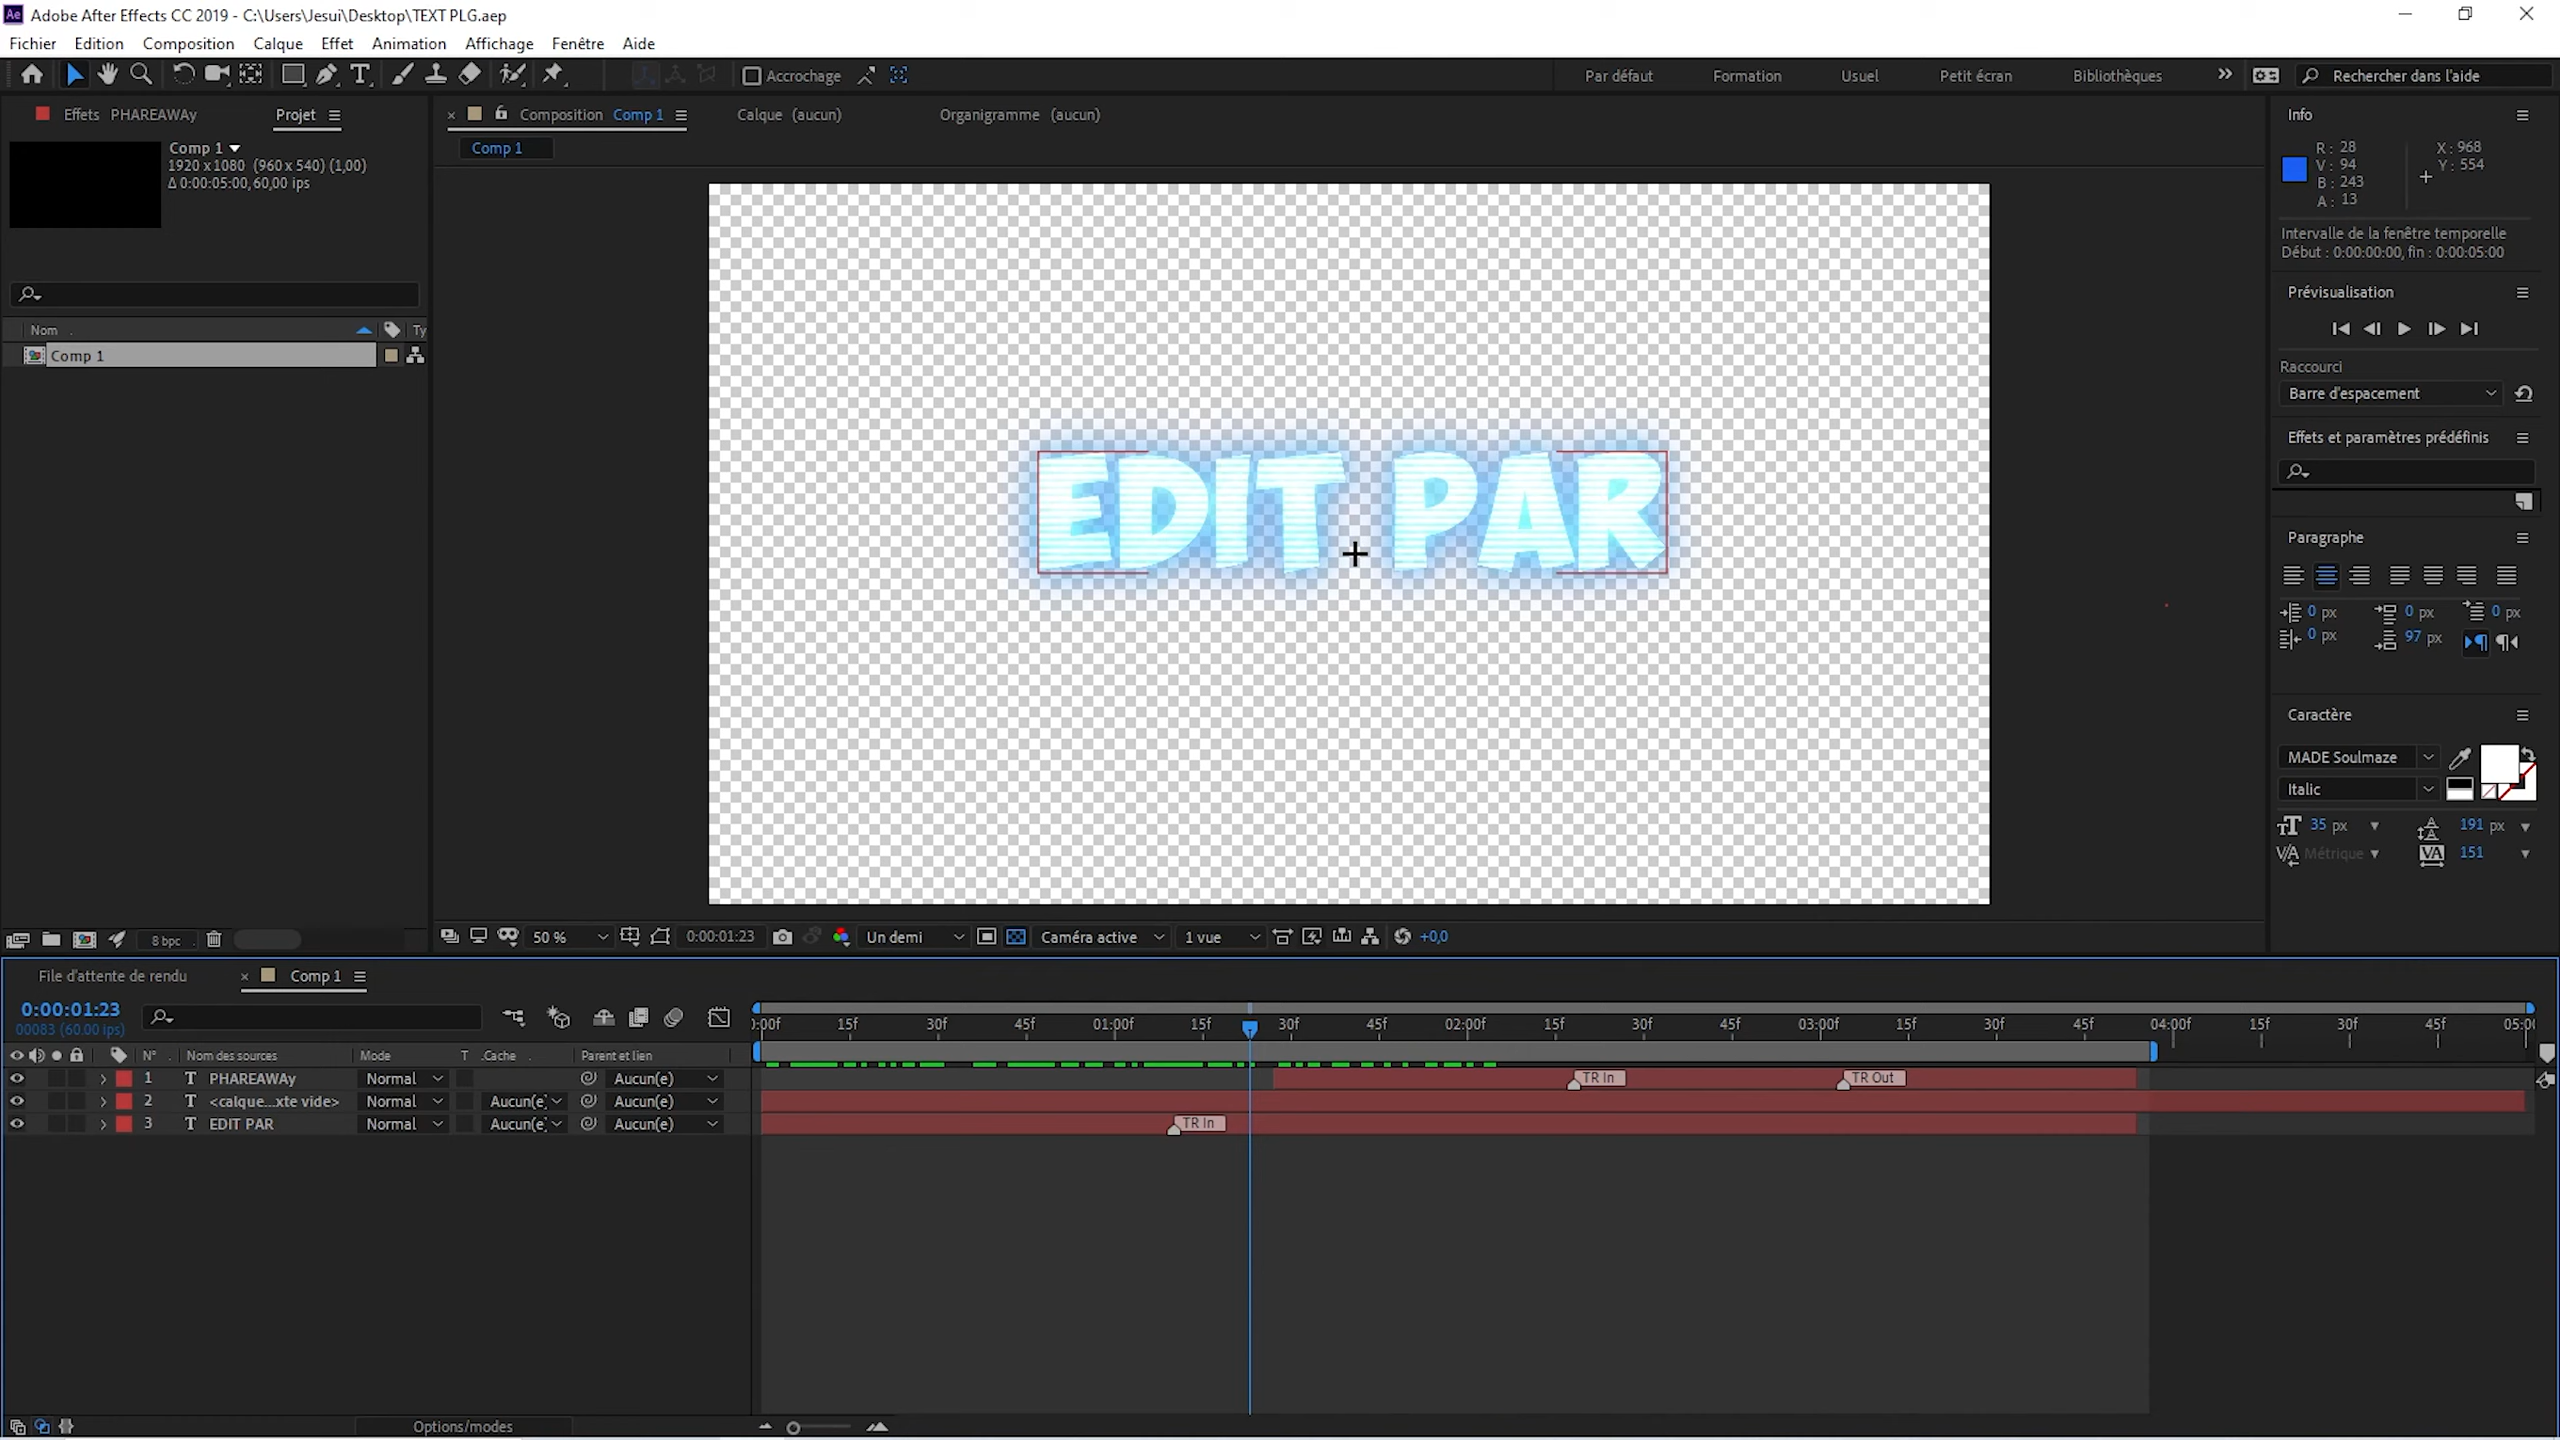 Adobe After Effects CC 2019 - C:\Users\Jesui\Desktop\TEXT PLG.aep
Fichier Edition Composition Calque Effet Animation Affichage Fenêtre Aide
Accrochage Par défaut Formation Usuel Petit écran Bibliothèques Rechercher dans l'aide
Effets PHAREAWAy Projet
Comp 1
1920 x 1080 (960 x 540) (1,00)
Δ 0:00:05:00, 60,00 ips
Nom Ty
Comp 1
8 bpc
Composition Comp 1 Calque (aucun) Organigramme (aucun)
Comp 1
EDIT PAR
50 % 0:00:01:23 Un demi Caméra active 1 vue +0,0
Info
R : 28 X : 968
V : 94 Y : 554
B : 243
A : 13
Intervalle de la fenêtre temporelle
Début : 0:00:00:00, fin : 0:00:05:00
Prévisualisation
Raccourci
Barre d'espacement
Effets et paramètres prédéfinis
Paragraphe
0 px 0 px 0 px
0 px 97 px
Caractère
MADE Soulmaze
Italic
35 px 191 px
Métrique 151
File d'attente de rendu Comp 1
0:00:01:23
00083 (60.00 ips)
:00f 15f 30f 45f 01:00f 15f 30f 45f 02:00f 15f 30f 45f 03:00f 15f 30f 45f 04:00f 15f 30f 45f 05:0
N° Nom des sources Mode T .Cache Parent et lien
1 T PHAREAWAy Normal Aucun(e) TR In TR Out
2 T <calque...xte vide> Normal Aucun(e) Aucun(e)
3 T EDIT PAR Normal Aucun(e) Aucun(e) TR In
Options/modes